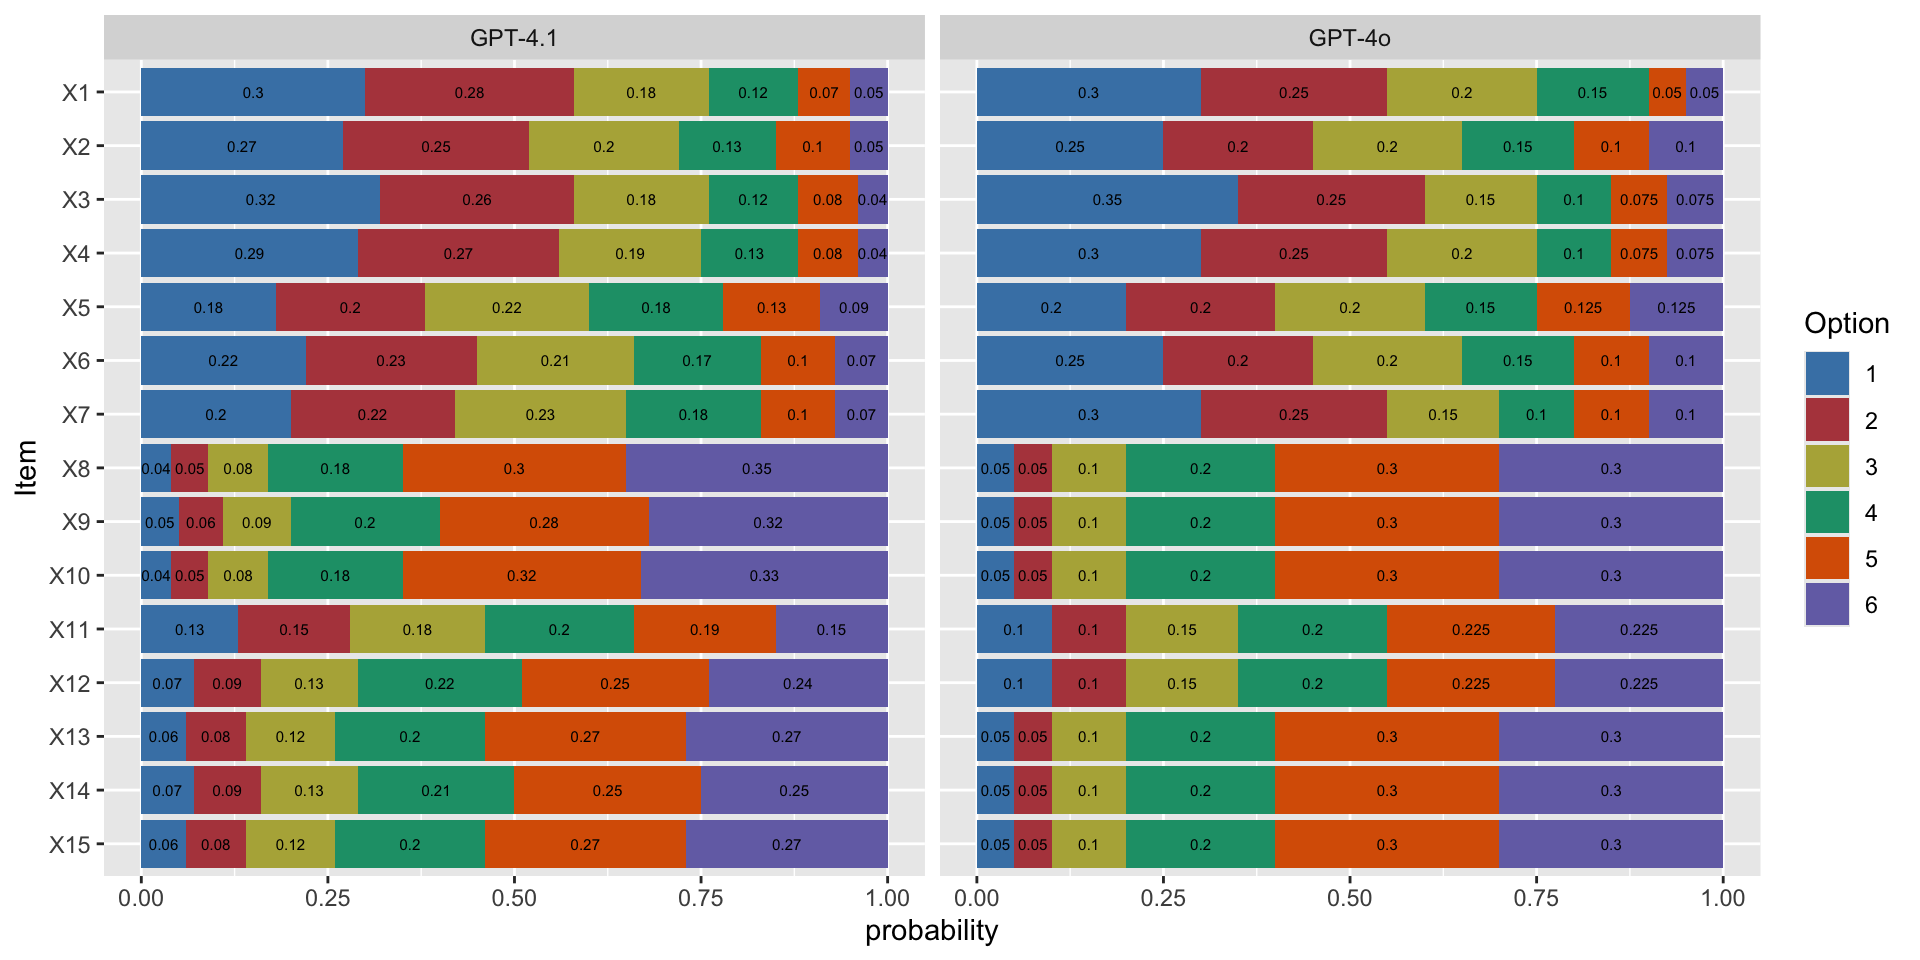 GPT-4.1 GPT-4o
X1 0.3 0.28 0.18 0.12 0.07 0.05 0.3 0.25 0.2 0.15 0.05 0.05
X2 0.27 0.25 0.2 0.13 0.1 0.05 0.25 0.2 0.2 0.15 0.1 0.1
X3 0.32 0.26 0.18 0.12 0.08 0.04 0.35 0.25 0.15 0.1 0.075 0.075
X4 0.29 0.27 0.19 0.13 0.08 0.04 0.3 0.25 0.2 0.1 0.075 0.075
X5 0.18 0.2 0.22 0.18 0.13 0.09 0.2 0.2 0.2 0.15 0.125 0.125
X6 0.22 0.23 0.21 0.17 0.1 0.07 0.25 0.2 0.2 0.15 0.1 0.1
X7 0.2 0.22 0.23 0.18 0.1 0.07 0.3 0.25 0.15 0.1 0.1 0.1
X8 0.04 0.05 0.08 0.18 0.3 0.35 0.05 0.05 0.1 0.2 0.3 0.3
X9 0.05 0.06 0.09 0.2 0.28 0.32 0.05 0.05 0.1 0.2 0.3 0.3
X10 0.04 0.05 0.08 0.18 0.32 0.33 0.05 0.05 0.1 0.2 0.3 0.3
X11 0.13 0.15 0.18 0.2 0.19 0.15 0.1 0.1 0.15 0.2 0.225 0.225
X12 0.07 0.09 0.13 0.22 0.25 0.24 0.1 0.1 0.15 0.2 0.225 0.225
X13 0.06 0.08 0.12 0.2 0.27 0.27 0.05 0.05 0.1 0.2 0.3 0.3
X14 0.07 0.09 0.13 0.21 0.25 0.25 0.05 0.05 0.1 0.2 0.3 0.3
X15 0.06 0.08 0.12 0.2 0.27 0.27 0.05 0.05 0.1 0.2 0.3 0.3
0.00 0.25 0.50 0.75 1.00 0.00 0.25 0.50 0.75 1.00
probability
Item
Option
1
2
3
4
5
6